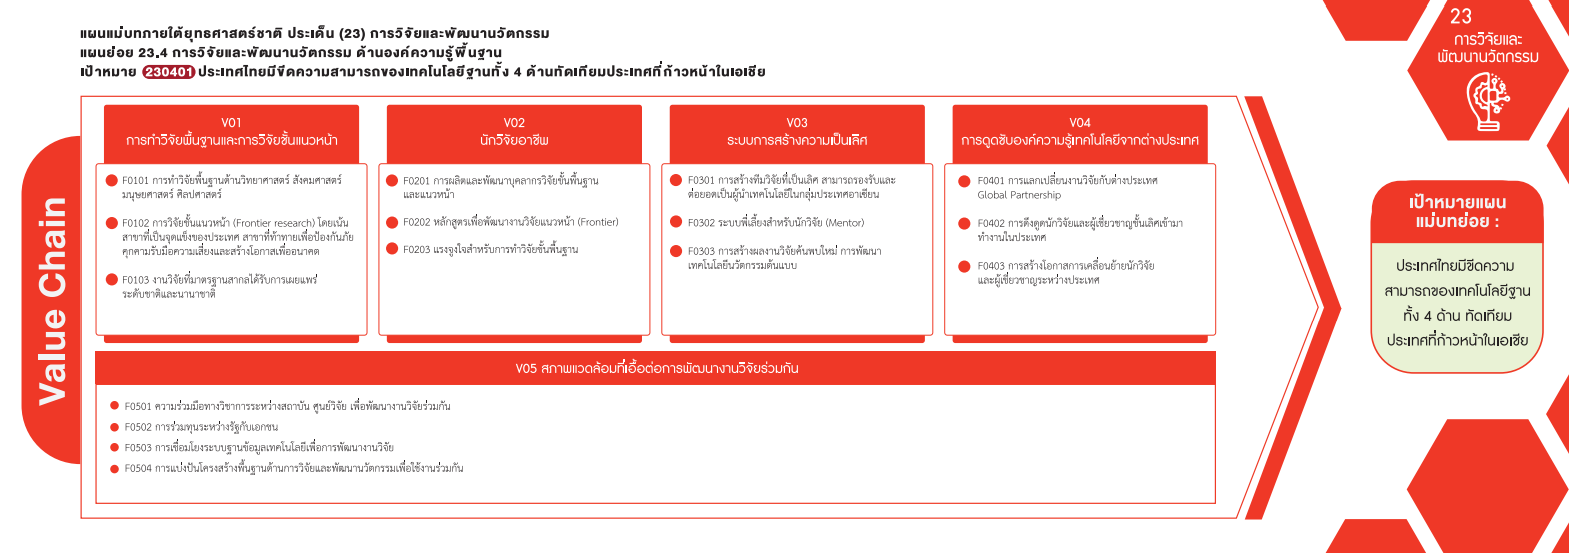 แผนแม่บทภายใต้ยุทธศาสตร์ชาติ ประเด็น (23) การวิจัยและพัฒนานวัตกรรม
แผนย่อย 23.4 การวิจัยและพัฒนานวัตกรรม ด้านองค์ความรู้พื้นฐาน
เป้าหมาย 230401 ประเทศไทยมีขีดความสามารถของเทคโนโลยีฐานทั้ง 4 ด้านทัดเทียมประเทศที่ก้าวหน้าในเอเชีย
23
การวิจัยและ
พัฒนานวัตกรรม
Value Chain
V01
การทำวิจัยพื้นฐานและการวิจัยชั้นแนวหน้า
F0101 การทำวิจัยพื้นฐานด้านวิทยาศาสตร์ สังคมศาสตร์
มนุษยศาสตร์ ศิลปศาสตร์
F0102 การวิจัยขั้นแนวหน้า (Frontier research) โดยเน้น
สาขาที่เป็นจุดแข็งของประเทศ สาขาที่ท้าทายเพื่อป้องกันภัย
คุกคามรับมือความเสี่ยงและสร้างโอกาสเพื่ออนาคต
F0103 งานวิจัยที่มาตรฐานสากลได้รับการเผยแพร่
ระดับชาติและนานาชาติ
V02
นักวิจัยอาชีพ
F0201 การผลิตและพัฒนาบุคลากรวิจัยขั้นพื้นฐาน
และแนวหน้า
F0202 หลักสูตรเพื่อพัฒนางานวิจัยแนวหน้า (Frontier)
F0203 แรงจูงใจสำหรับการทำวิจัยขั้นพื้นฐาน
V03
ระบบการสร้างความเป็นเลิศ
F0301 การสร้างทีมวิจัยที่เป็นเลิศ สามารถรองรับและ
ต่อยอดเป็นผู้นำเทคโนโลยีในกลุ่มประเทศอาเซียน
F0302 ระบบพี่เลี้ยงสำหรับนักวิจัย (Mentor)
F0303 การสร้างผลงานวิจัยค้นพบใหม่ การพัฒนา
เทคโนโลยีนวัตกรรมต้นแบบ
V04
การดูดซับองค์ความรู้เทคโนโลยีจากต่างประเทศ
F0401 การแลกเปลี่ยนงานวิจัยกับต่างประเทศ
Global Partnership
F0402 การดึงดูดนักวิจัยและผู้เชี่ยวชาญชั้นเลิศเข้ามา
ทำงานในประเทศ
F0403 การสร้างโอกาสการเคลื่อนย้ายนักวิจัย
และผู้เชี่ยวชาญระหว่างประเทศ
V05 สภาพแวดล้อมที่เอื้อต่อการพัฒนางานวิจัยร่วมกัน
F0501 ความร่วมมือทางวิชาการระหว่างสถาบัน ศูนย์วิจัย เพื่อพัฒนางานวิจัยร่วมกัน
F0502 การร่วมทุนระหว่างรัฐกับเอกชน
F0503 การเชื่อมโยงระบบฐานข้อมูลเทคโนโลยีเพื่อการพัฒนางานวิจัย
F0504 การแบ่งปันโครงสร้างพื้นฐานด้านการวิจัยและพัฒนานวัตกรรมเพื่อใช้งานร่วมกัน
เป้าหมายแผน
แม่บทย่อย :
ประเทศไทยมีขีดความ
สามารถของเทคโนโลยีฐาน
ทั้ง 4 ด้าน ทัดเทียม
ประเทศที่ก้าวหน้าในเอเชีย